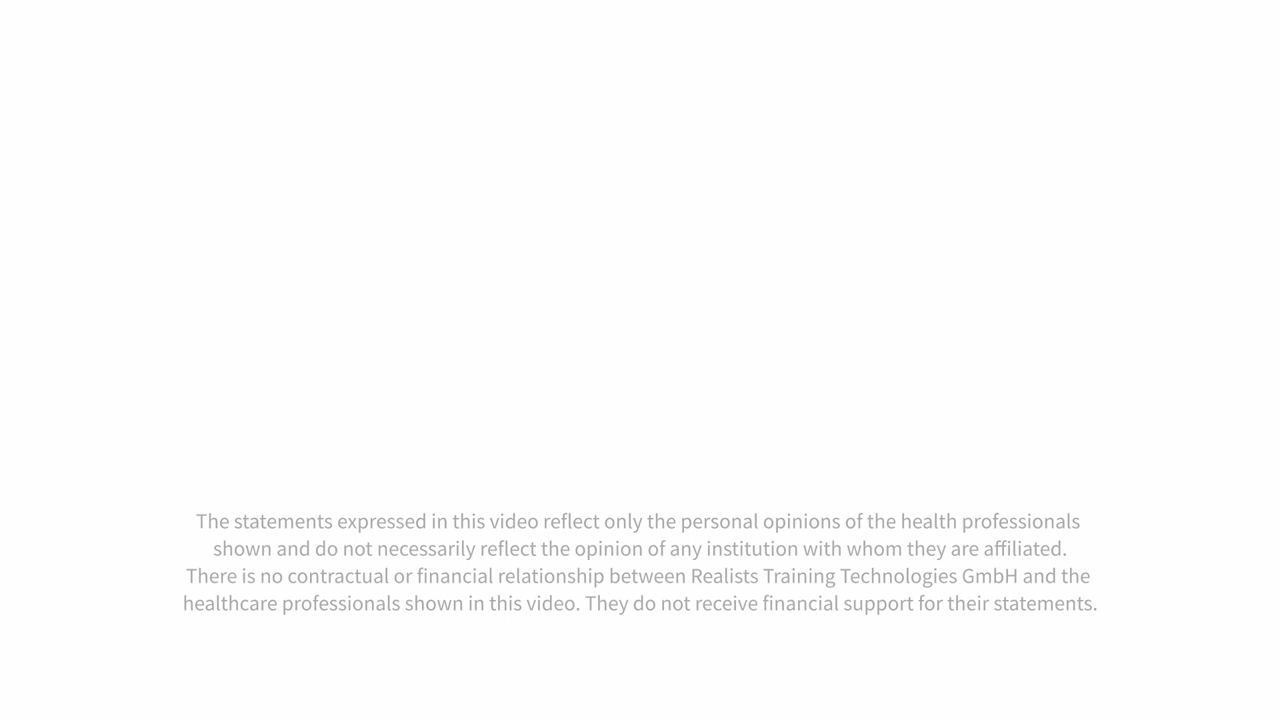 The statements expressed in this video reflect only the personal opinions of the health professionals
shown and do not necessarily reflect the opinion of any institution with whom they are affiliated.
There is no contractual or financial relationship between Realists Training Technologies GmbH and the
healthcare professionals shown in this video. They do not receive financial support for their statements.